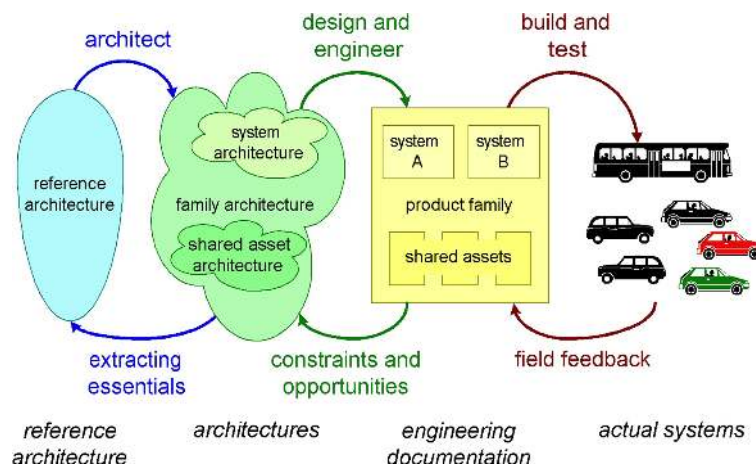 architect
design and
engineer
build and
test
reference
architecture
system
architecture
family architecture
shared asset
architecture
system
A
system
B
product family
shared assets
extracting
essentials
constraints and
opportunities
field feedback
reference
architecture
architectures
engineering
documentation
actual systems